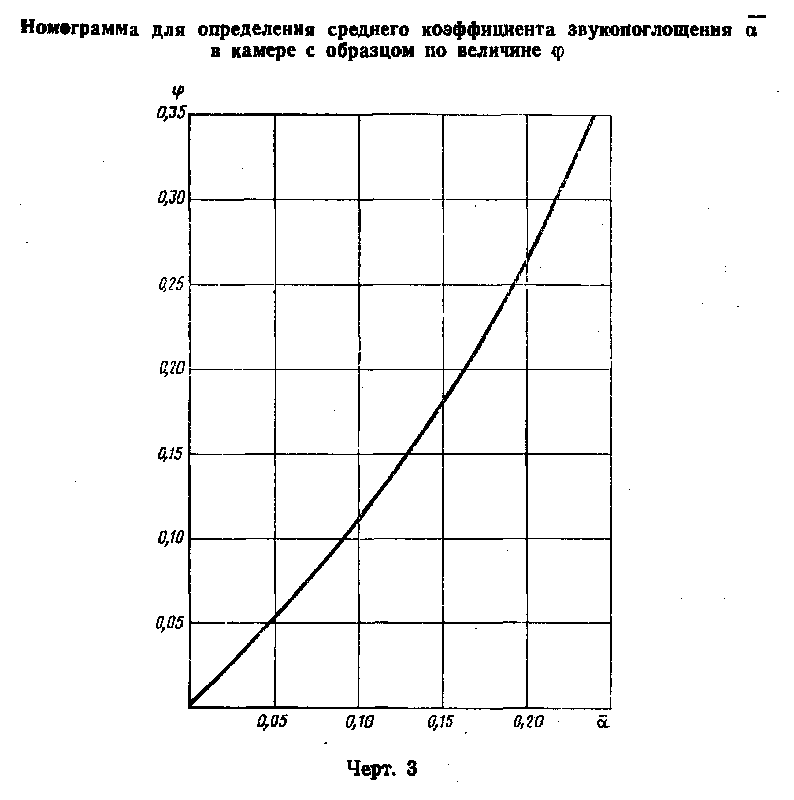 Номограмма для определения среднего коэффициента звукопоглощения α̅
в камере с образцом по величине φ
φ
0,35
0,30
0,25
0,20
0,15
0,10
0,05
0,05 0,10 0,15 0,20 α̅
Черт. 3